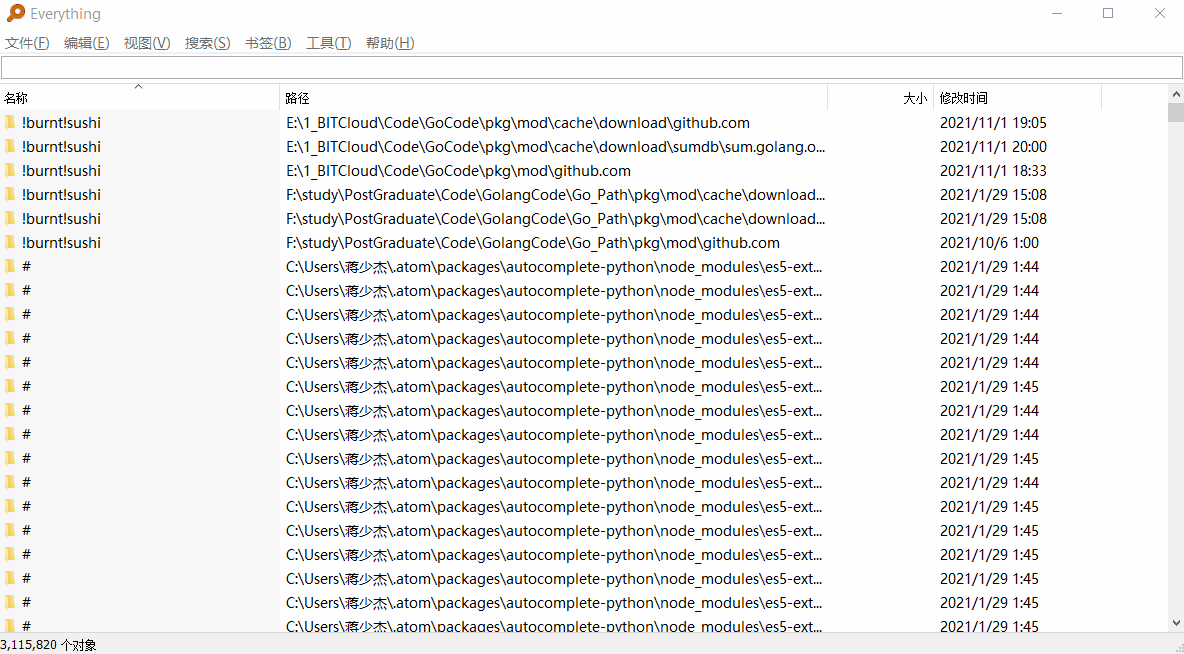 Everything
文件(F) 编辑(E) 视图(V) 搜索(S) 书签(B) 工具(T) 帮助(H)
名称 路径 大小 修改时间
!burnt!sushi E:\1_BITCloud\Code\GoCode\pkg\mod\cache\download\github.com 2021/11/1 19:05
!burnt!sushi E:\1_BITCloud\Code\GoCode\pkg\mod\cache\download\sumdb\sum.golang.o... 2021/11/1 20:00
!burnt!sushi E:\1_BITCloud\Code\GoCode\pkg\mod\github.com 2021/11/1 18:33
!burnt!sushi F:\study\PostGraduate\Code\GolangCode\Go_Path\pkg\mod\cache\download... 2021/1/29 15:08
!burnt!sushi F:\study\PostGraduate\Code\GolangCode\Go_Path\pkg\mod\cache\download... 2021/1/29 15:08
!burnt!sushi F:\study\PostGraduate\Code\GolangCode\Go_Path\pkg\mod\github.com 2021/10/6 1:00
# C:\Users\蒋少杰\.atom\packages\autocomplete-python\node_modules\es5-ext... 2021/1/29 1:44
# C:\Users\蒋少杰\.atom\packages\autocomplete-python\node_modules\es5-ext... 2021/1/29 1:44
# C:\Users\蒋少杰\.atom\packages\autocomplete-python\node_modules\es5-ext... 2021/1/29 1:44
# C:\Users\蒋少杰\.atom\packages\autocomplete-python\node_modules\es5-ext... 2021/1/29 1:44
# C:\Users\蒋少杰\.atom\packages\autocomplete-python\node_modules\es5-ext... 2021/1/29 1:44
# C:\Users\蒋少杰\.atom\packages\autocomplete-python\node_modules\es5-ext... 2021/1/29 1:45
# C:\Users\蒋少杰\.atom\packages\autocomplete-python\node_modules\es5-ext... 2021/1/29 1:44
# C:\Users\蒋少杰\.atom\packages\autocomplete-python\node_modules\es5-ext... 2021/1/29 1:44
# C:\Users\蒋少杰\.atom\packages\autocomplete-python\node_modules\es5-ext... 2021/1/29 1:45
# C:\Users\蒋少杰\.atom\packages\autocomplete-python\node_modules\es5-ext... 2021/1/29 1:44
# C:\Users\蒋少杰\.atom\packages\autocomplete-python\node_modules\es5-ext... 2021/1/29 1:45
# C:\Users\蒋少杰\.atom\packages\autocomplete-python\node_modules\es5-ext... 2021/1/29 1:45
# C:\Users\蒋少杰\.atom\packages\autocomplete-python\node_modules\es5-ext... 2021/1/29 1:45
# C:\Users\蒋少杰\.atom\packages\autocomplete-python\node_modules\es5-ext... 2021/1/29 1:45
# C:\Users\蒋少杰\.atom\packages\autocomplete-python\node_modules\es5-ext... 2021/1/29 1:45
# C:\Users\蒋少杰\.atom\packages\autocomplete-python\node_modules\es5-ext... 2021/1/29 1:45
3,115,820 个对象